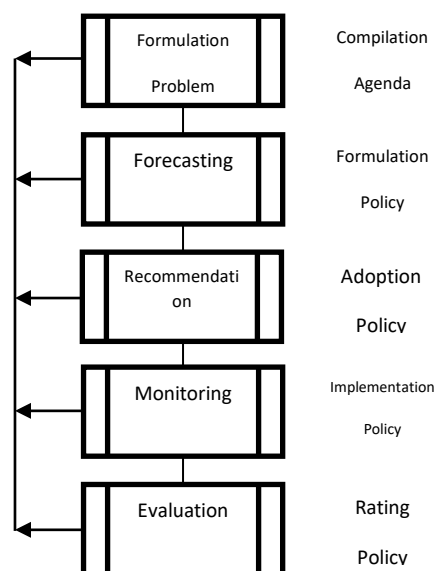 Formulation
Problem
Compilation
Agenda
Forecasting
Formulation
Policy
Recommendati
on
Adoption
Policy
Monitoring
Implementation
Policy
Evaluation
Rating
Policy